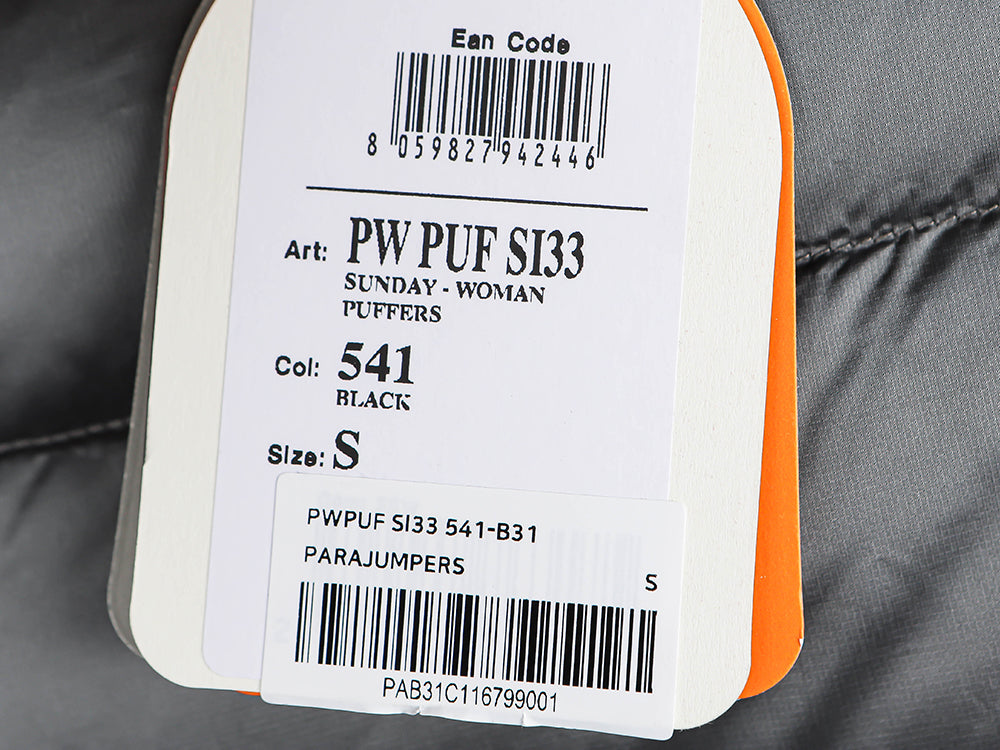 Ean Code
8 059827 942446
Art: PW PUF SI33
SUNDAY - WOMAN
PUFFERS
Col: 541
BLACK
Size: S
PWPUF SI33 541-B31
PARAJUMPERS
S
PAB31C116799001